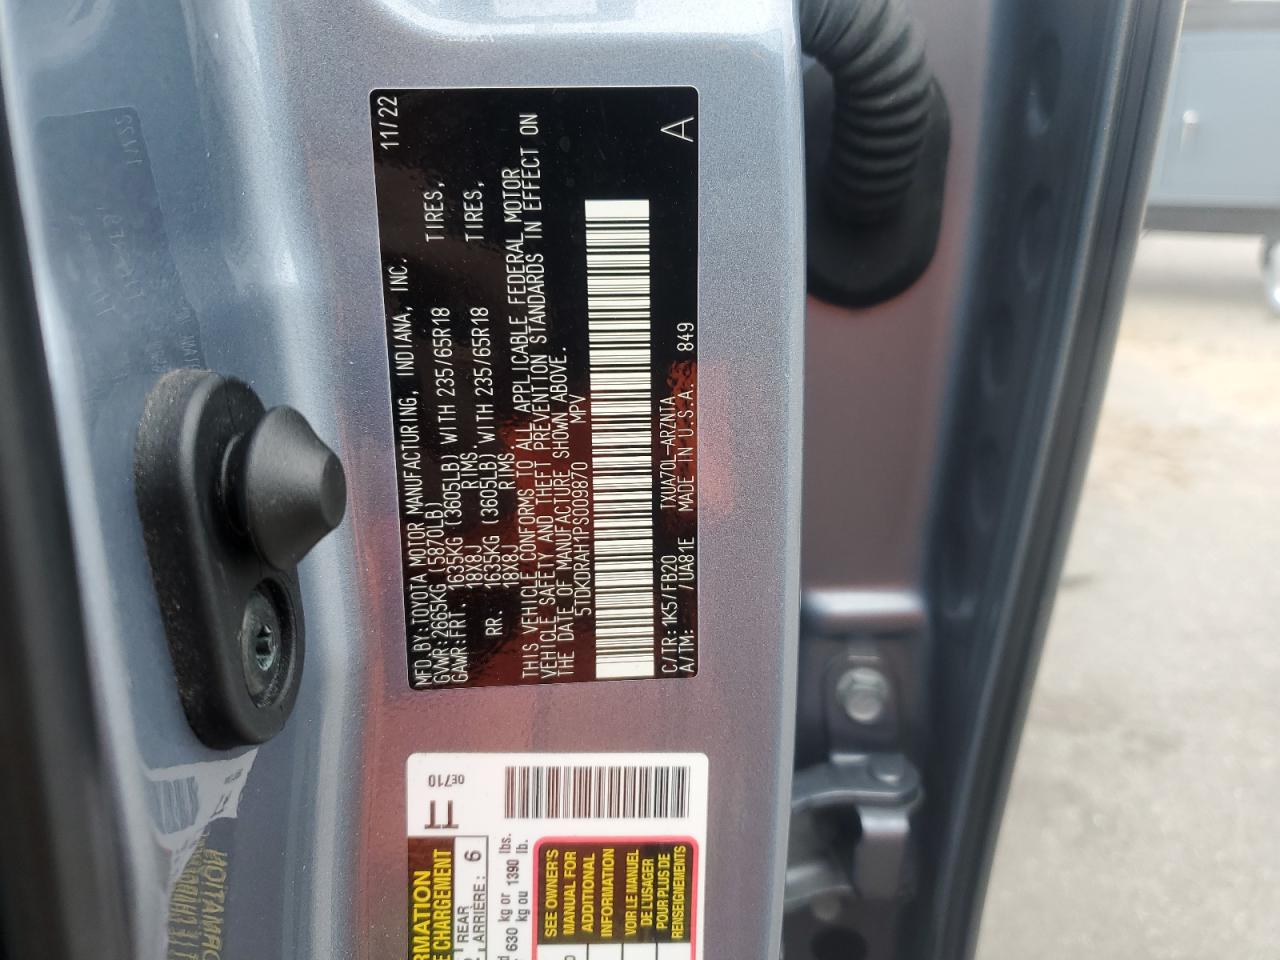 MFD BY: TOYOTA MOTOR MANUFACTURING, INDIANA, INC. 11/22
GVWR: 2665KG (5870LB)
GAWR: FRT. 1635KG (3605LB) WITH 235/65R18 TIRES,
18X8J RIMS.
RR. 1635KG (3605LB) WITH 235/65R18 TIRES,
18X8J RIMS.
THIS VEHICLE CONFORMS TO ALL APPLICABLE FEDERAL MOTOR
VEHICLE SAFETY AND THEFT PREVENTION STANDARDS IN EFFECT ON
THE DATE OF MANUFACTURE SHOWN ABOVE.
5TDKDRAH1PS009870 MPV
C/TR: 1K5/FB20 TXUA70L-ARZNTA
A/TM: /UA81E MADE IN U.S.A. 849 A
0E710
RMATION
E CHARGEMENT
REAR
ARRIÈRE: 6
630 kg or 1390 lbs.
kg ou lb.
SEE OWNER'S
MANUAL FOR
ADDITIONAL
INFORMATION
VOIR LE MANUEL
DE L'USAGER
POUR PLUS DE
RENSEIGNEMENTS